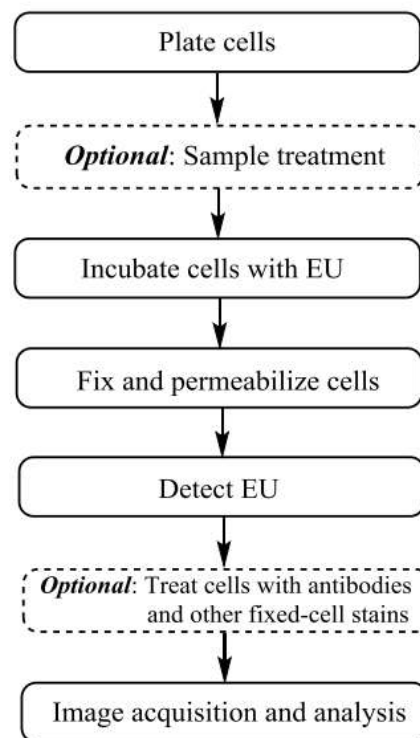 Plate cells
Optional: Sample treatment
Incubate cells with EU
Fix and permeabilize cells
Detect EU
Optional: Treat cells with antibodies
and other fixed-cell stains
Image acquisition and analysis